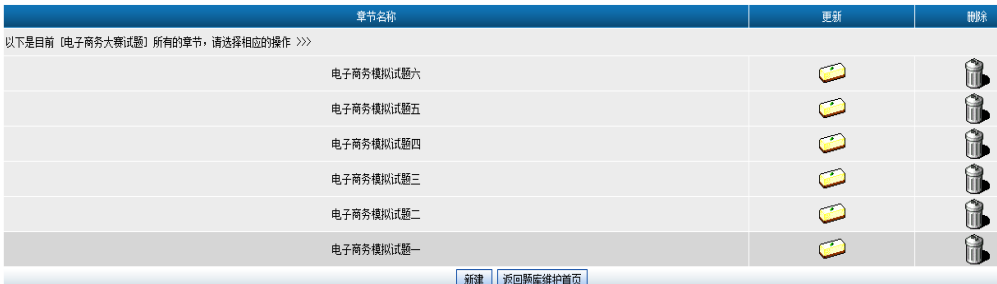 章节名称 更新 删除
以下是目前 [电子商务大赛试题] 所有的章节，请选择相应的操作 >>>
电子商务模拟试题六
电子商务模拟试题五
电子商务模拟试题四
电子商务模拟试题三
电子商务模拟试题二
电子商务模拟试题一
新建 返回题库维护首页